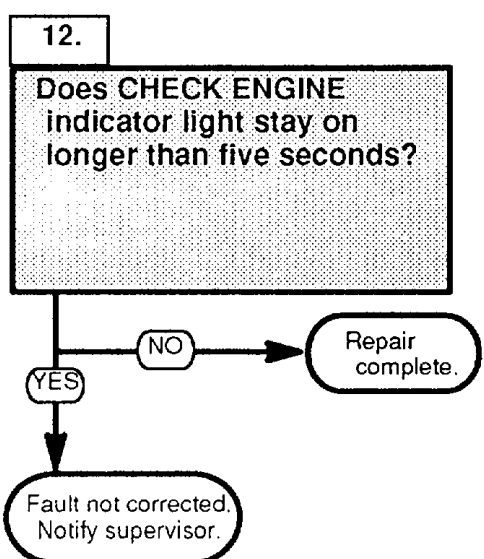 12.
Does CHECK ENGINE
indicator light stay on
longer than five seconds?
NO
Repair
complete.
YES
Fault not corrected.
Notify supervisor.